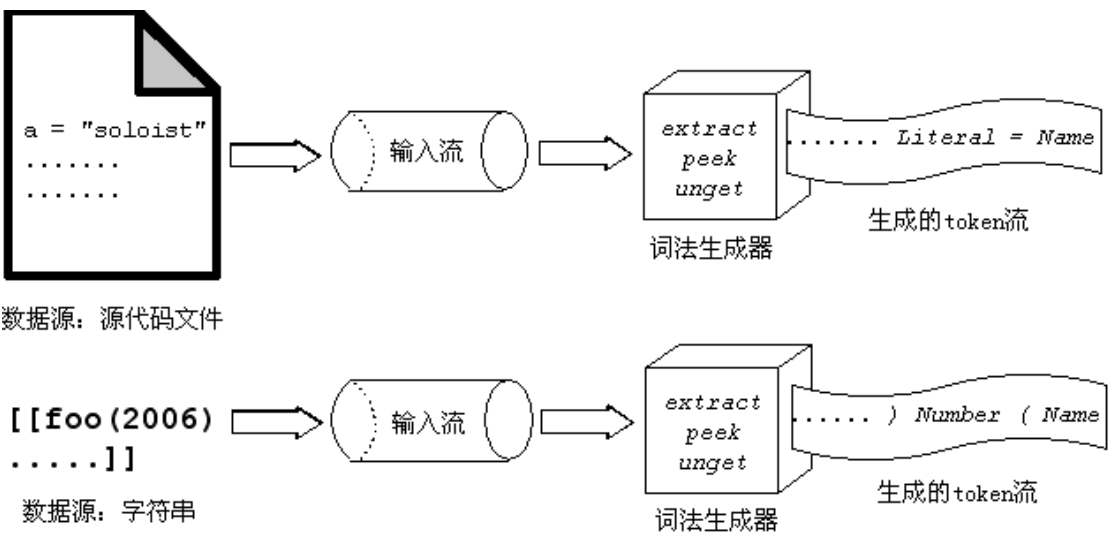 a = "soloist"
.......
.......
输入流
extract
peek
unget
....... Literal = Name
词法生成器
生成的token流
数据源：源代码文件
[[foo(2006)
.....]]
输入流
extract
peek
unget
...... ) Number ( Name
词法生成器
生成的token流
数据源：字符串